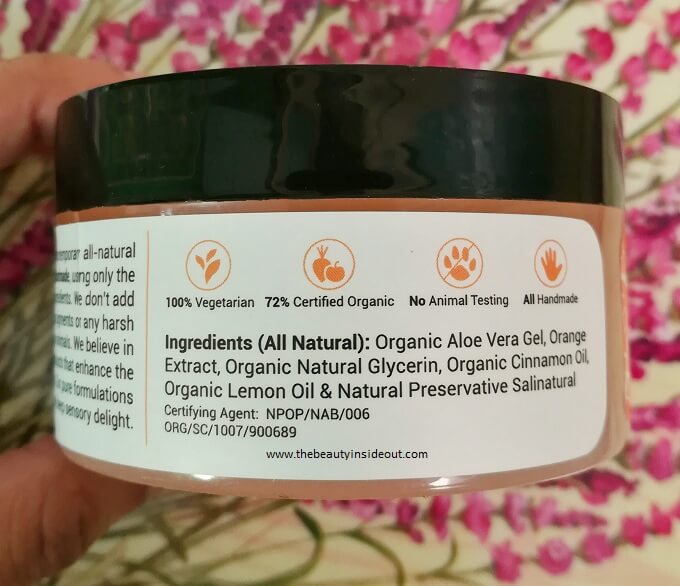 all-natural
using only the
We don't add
or any harsh
We believe in
that enhance the
pure formulations
sensory delight.
100% Vegetarian
72% Certified Organic
No Animal Testing
All Handmade
Ingredients (All Natural): Organic Aloe Vera Gel, Orange
Extract, Organic Natural Glycerin, Organic Cinnamon Oil,
Organic Lemon Oil & Natural Preservative Salinatural
Certifying Agent: NPOP/NAB/006
ORG/SC/1007/900689
www.thebeautyinsideout.com